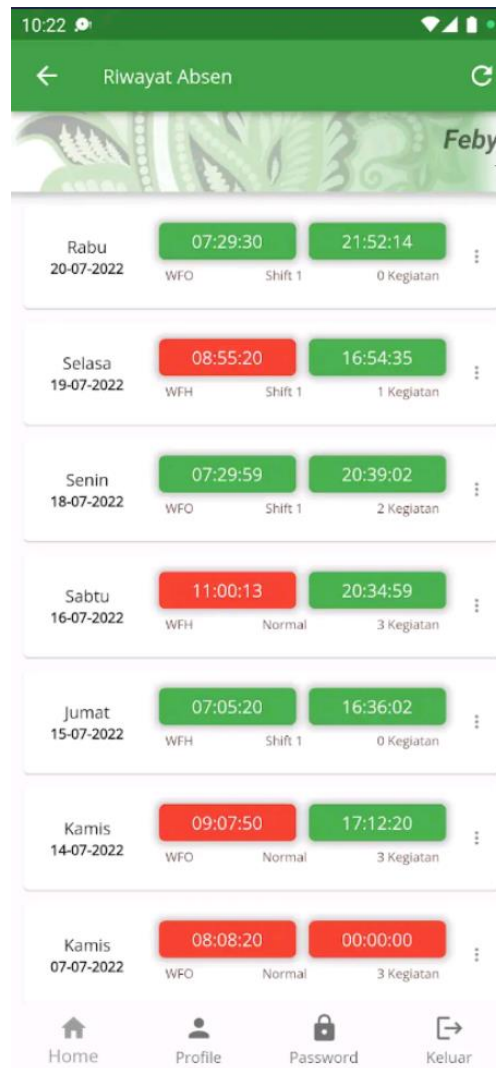 10:22
Riwayat Absen
Feby
Rabu
20-07-2022
07:29:30 21:52:14
WFO Shift 1 0 Kegiatan
Selasa
19-07-2022
08:55:20 16:54:35
WFH Shift 1 1 Kegiatan
Senin
18-07-2022
07:29:59 20:39:02
WFO Shift 1 2 Kegiatan
Sabtu
16-07-2022
11:00:13 20:34:59
WFH Normal 3 Kegiatan
Jumat
15-07-2022
07:05:20 16:36:02
WFH Shift 1 0 Kegiatan
Kamis
14-07-2022
09:07:50 17:12:20
WFO Normal 3 Kegiatan
Kamis
07-07-2022
08:08:20 00:00:00
WFO Normal 3 Kegiatan
Home Profile Password Keluar